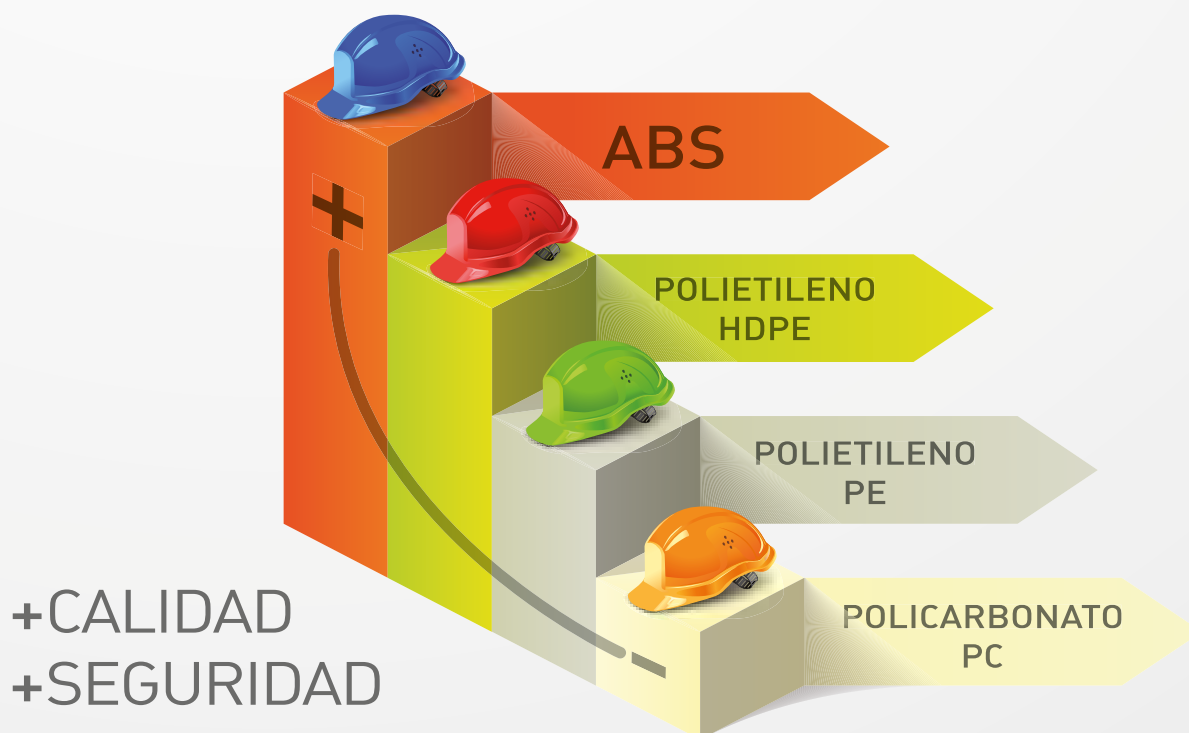 ABS
+
POLIETILENO
HDPE
POLIETILENO
PE
+CALIDAD
+SEGURIDAD
POLICARBONATO
PC
-